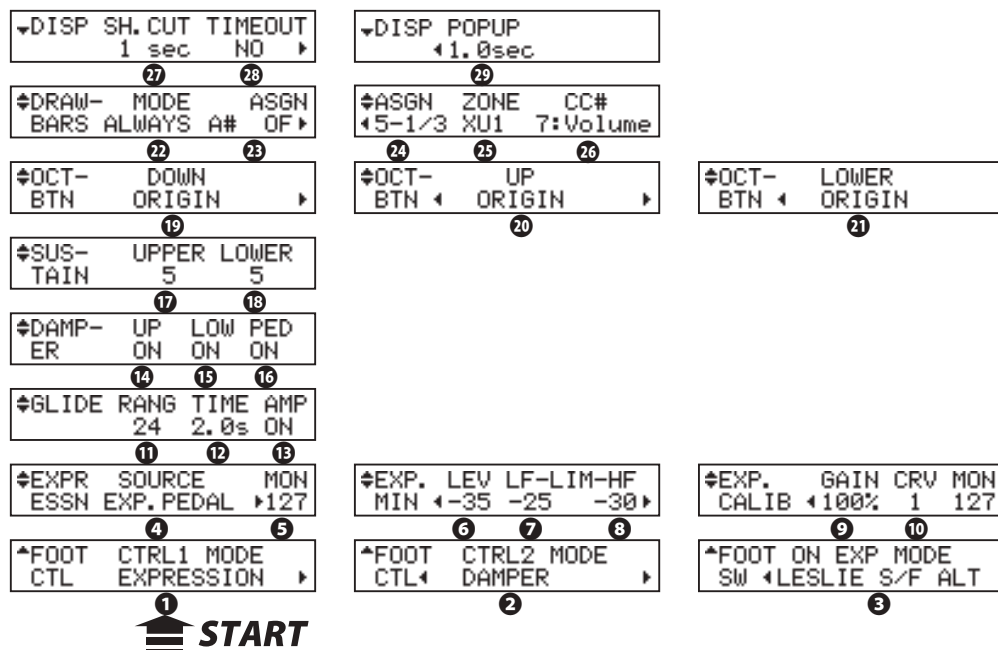 DISP SH.CUT TIMEOUT
1 sec NO
27 28
DISP POPUP
1.0sec
29
DRAW- MODE ASGN
BARS ALWAYS A# OF
22 23
ASGN ZONE CC#
5-1/3 XU1 7:Volume
24 25 26
OCT- DOWN
BTN ORIGIN
19
OCT- UP
BTN ORIGIN
20
OCT- LOWER
BTN ORIGIN
21
SUS- UPPER LOWER
TAIN 5 5
17 18
DAMP- UP LOW PED
ER ON ON ON
14 15 16
GLIDE RANG TIME AMP
24 2.0s ON
11 12 13
EXPR SOURCE MON
ESSN EXP.PEDAL 127
4 5
EXP. LEV LF-LIM-HF
MIN -35 -25 -30
6 7 8
EXP. GAIN CRV MON
CALIB 100% 1 127
9 10
FOOT CTRL1 MODE
CTL EXPRESSION
1
FOOT CTRL2 MODE
CTL DAMPER
2
FOOT ON EXP MODE
SW LESLIE S/F ALT
3
START